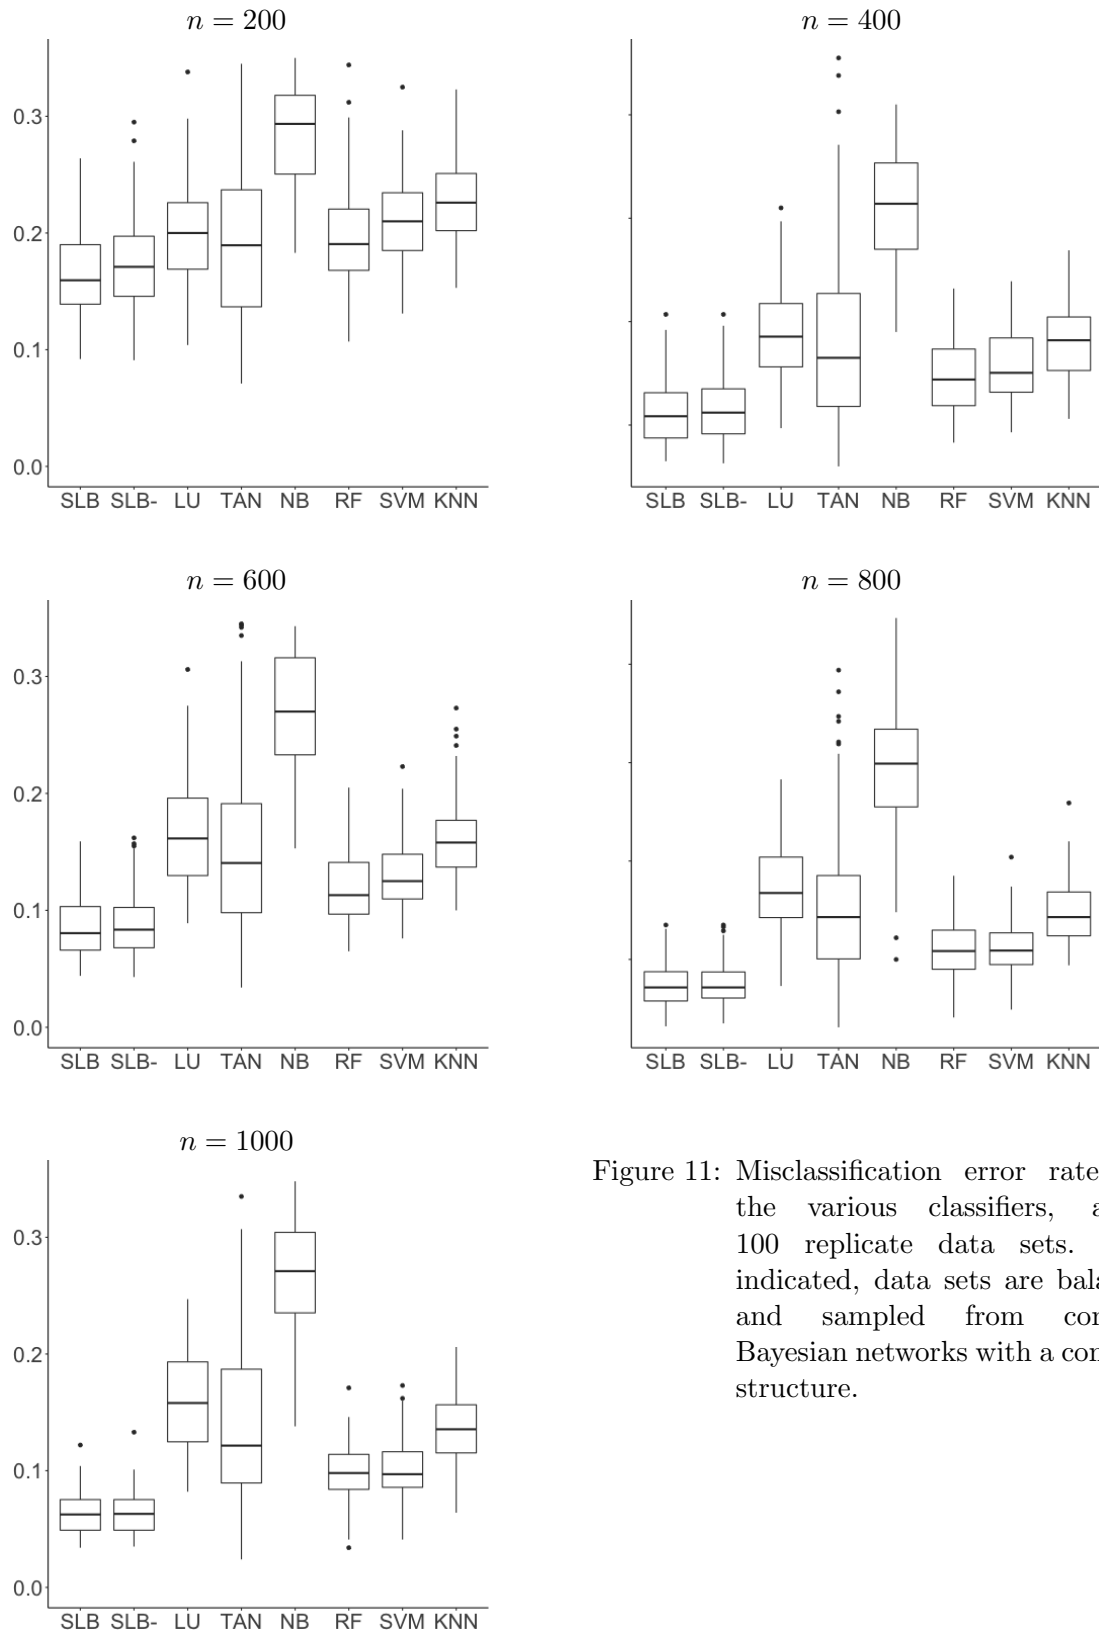 n = 200
n = 400
0.3
0.2
0.1
0.0
SLB SLB- LU TAN NB RF SVM KNN
SLB SLB- LU TAN NB RF SVM KNN
n = 600
n = 800
0.3
0.2
0.1
0.0
SLB SLB- LU TAN NB RF SVM KNN
SLB SLB- LU TAN NB RF SVM KNN
n = 1000
0.3
0.2
0.1
0.0
SLB SLB- LU TAN NB RF SVM KNN
Figure 11: Misclassification error rate
the various classifiers, a
100 replicate data sets.
indicated, data sets are bala
and sampled from con
Bayesian networks with a con
structure.